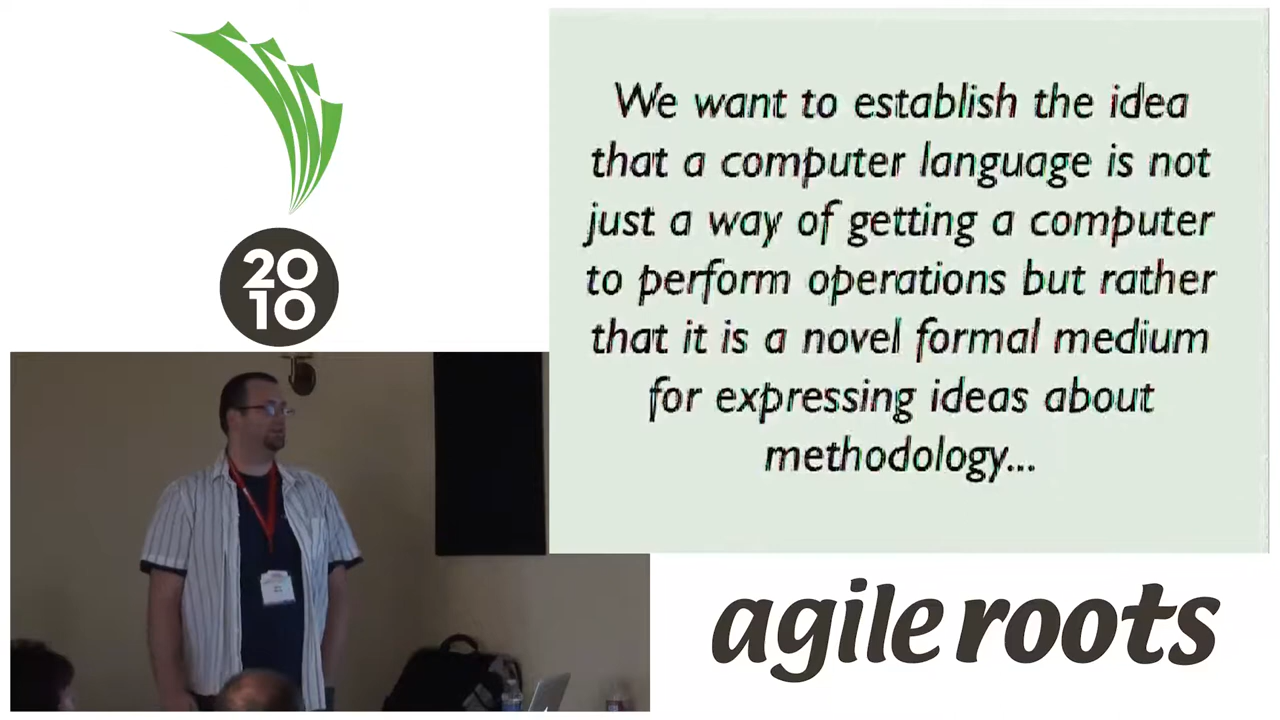 20
10
We want to establish the idea
that a computer language is not
just a way of getting a computer
to perform operations but rather
that it is a novel formal medium
for expressing ideas about
methodology...
agile roots